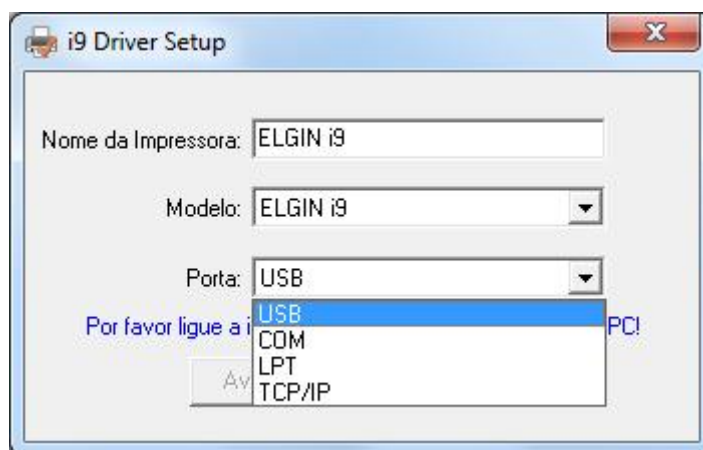 i9 Driver Setup
Nome da Impressora: ELGIN i9
Modelo: ELGIN i9
Porta: USB
USB
Por favor ligue a PC!
COM
LPT
TCP/IP